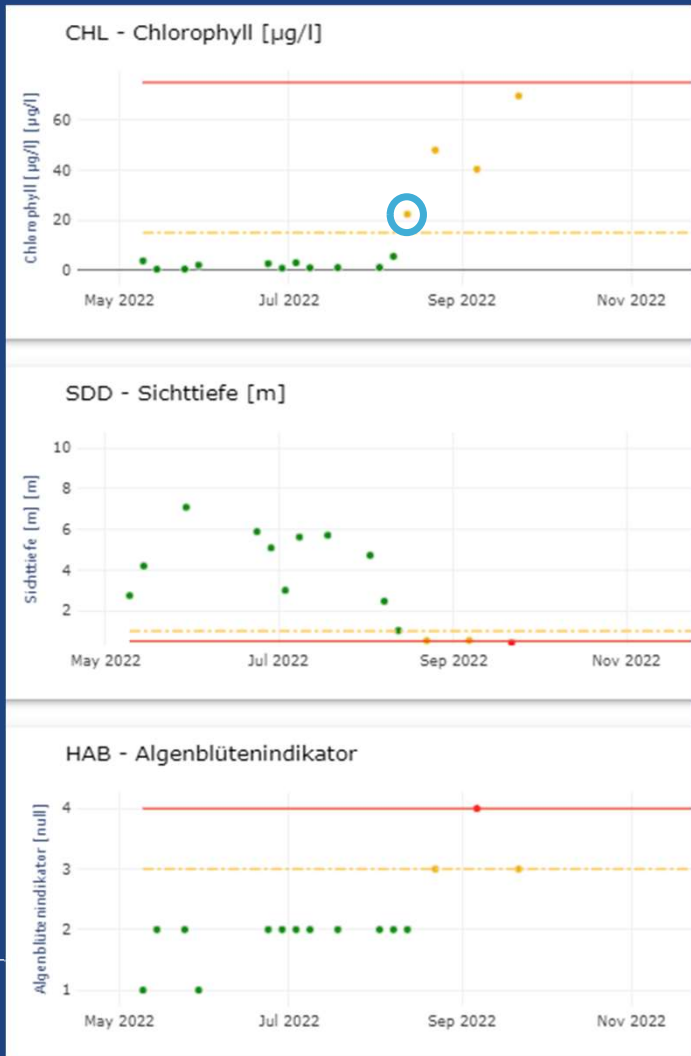 CHL - Chlorophyll [µg/l]
Chlorophyll [µg/l] [µg/l]
60
40
20
0
May 2022 Jul 2022 Sep 2022 Nov 2022
SDD - Sichttiefe [m]
Sichttiefe [m] [m]
10
8
6
4
2
May 2022 Jul 2022 Sep 2022 Nov 2022
HAB - Algenblütenindikator
Algenblütenindikator [null]
4
3
2
1
May 2022 Jul 2022 Sep 2022 Nov 2022